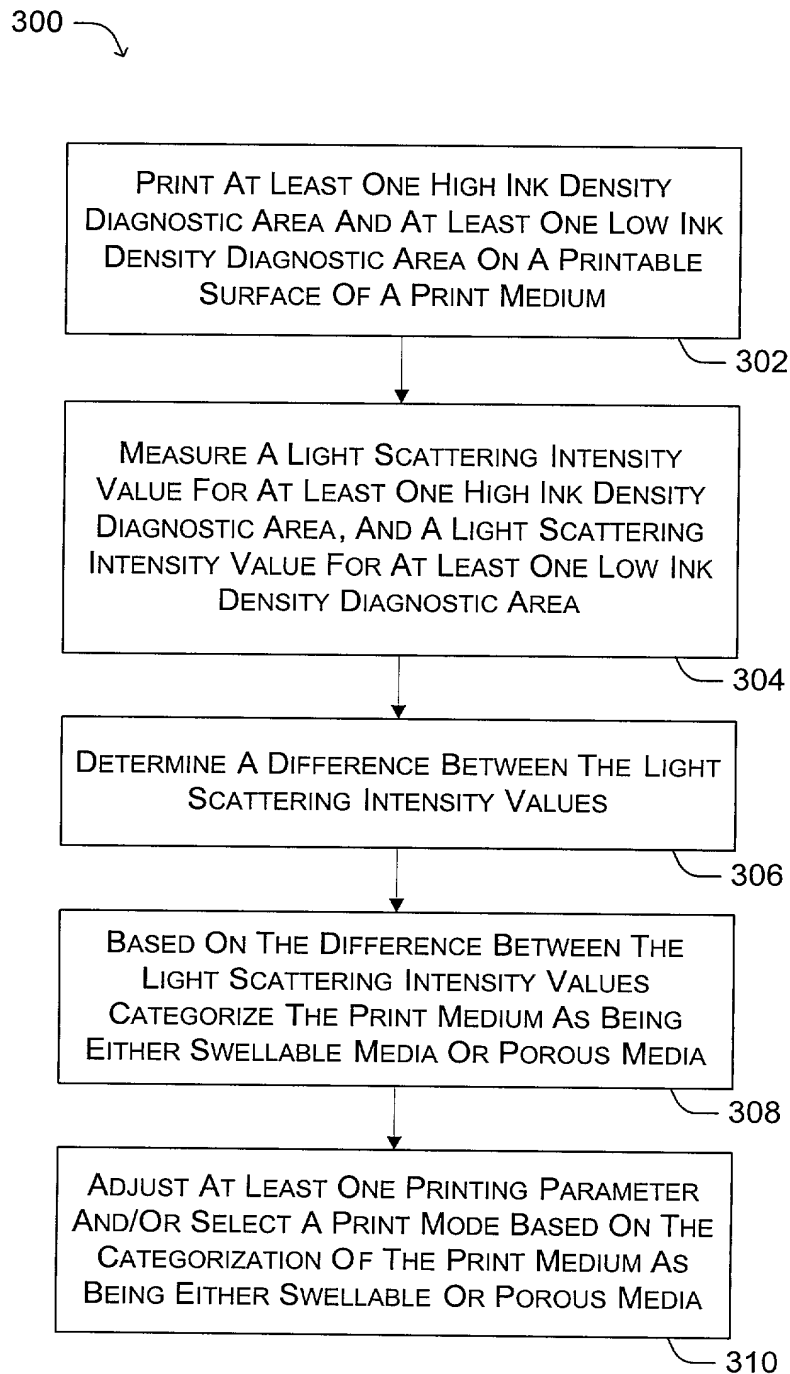 300
PRINT AT LEAST ONE HIGH INK DENSITY
DIAGNOSTIC AREA AND AT LEAST ONE LOW INK
DENSITY DIAGNOSTIC AREA ON A PRINTABLE
SURFACE OF A PRINT MEDIUM
302
MEASURE A LIGHT SCATTERING INTENSITY
VALUE FOR AT LEAST ONE HIGH INK DENSITY
DIAGNOSTIC AREA, AND A LIGHT SCATTERING
INTENSITY VALUE FOR AT LEAST ONE LOW INK
DENSITY DIAGNOSTIC AREA
304
DETERMINE A DIFFERENCE BETWEEN THE LIGHT
SCATTERING INTENSITY VALUES
306
BASED ON THE DIFFERENCE BETWEEN THE
LIGHT SCATTERING INTENSITY VALUES
CATEGORIZE THE PRINT MEDIUM AS BEING
EITHER SWELLABLE MEDIA OR POROUS MEDIA
308
ADJUST AT LEAST ONE PRINTING PARAMETER
AND/OR SELECT A PRINT MODE BASED ON THE
CATEGORIZATION OF THE PRINT MEDIUM AS
BEING EITHER SWELLABLE OR POROUS MEDIA
310